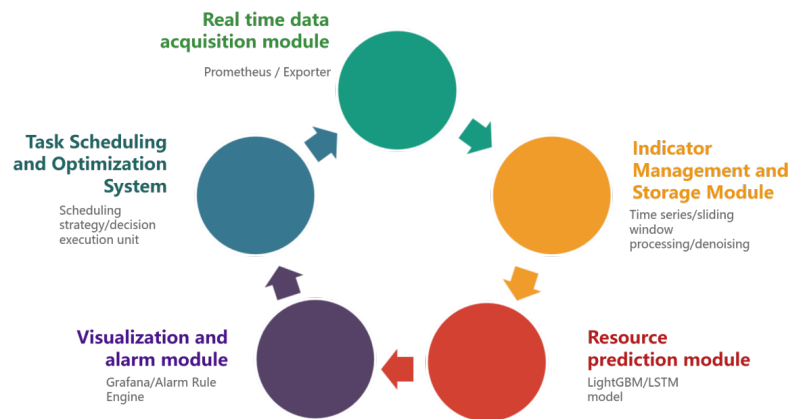 Real time data
acquisition module
Prometheus / Exporter
Indicator
Management and
Storage Module
Time series/sliding
window
processing/denoising
Resource
prediction module
LightGBM/LSTM
model
Visualization and
alarm module
Grafana/Alarm Rule
Engine
Task Scheduling
and Optimization
System
Scheduling
strategy/decision
execution unit